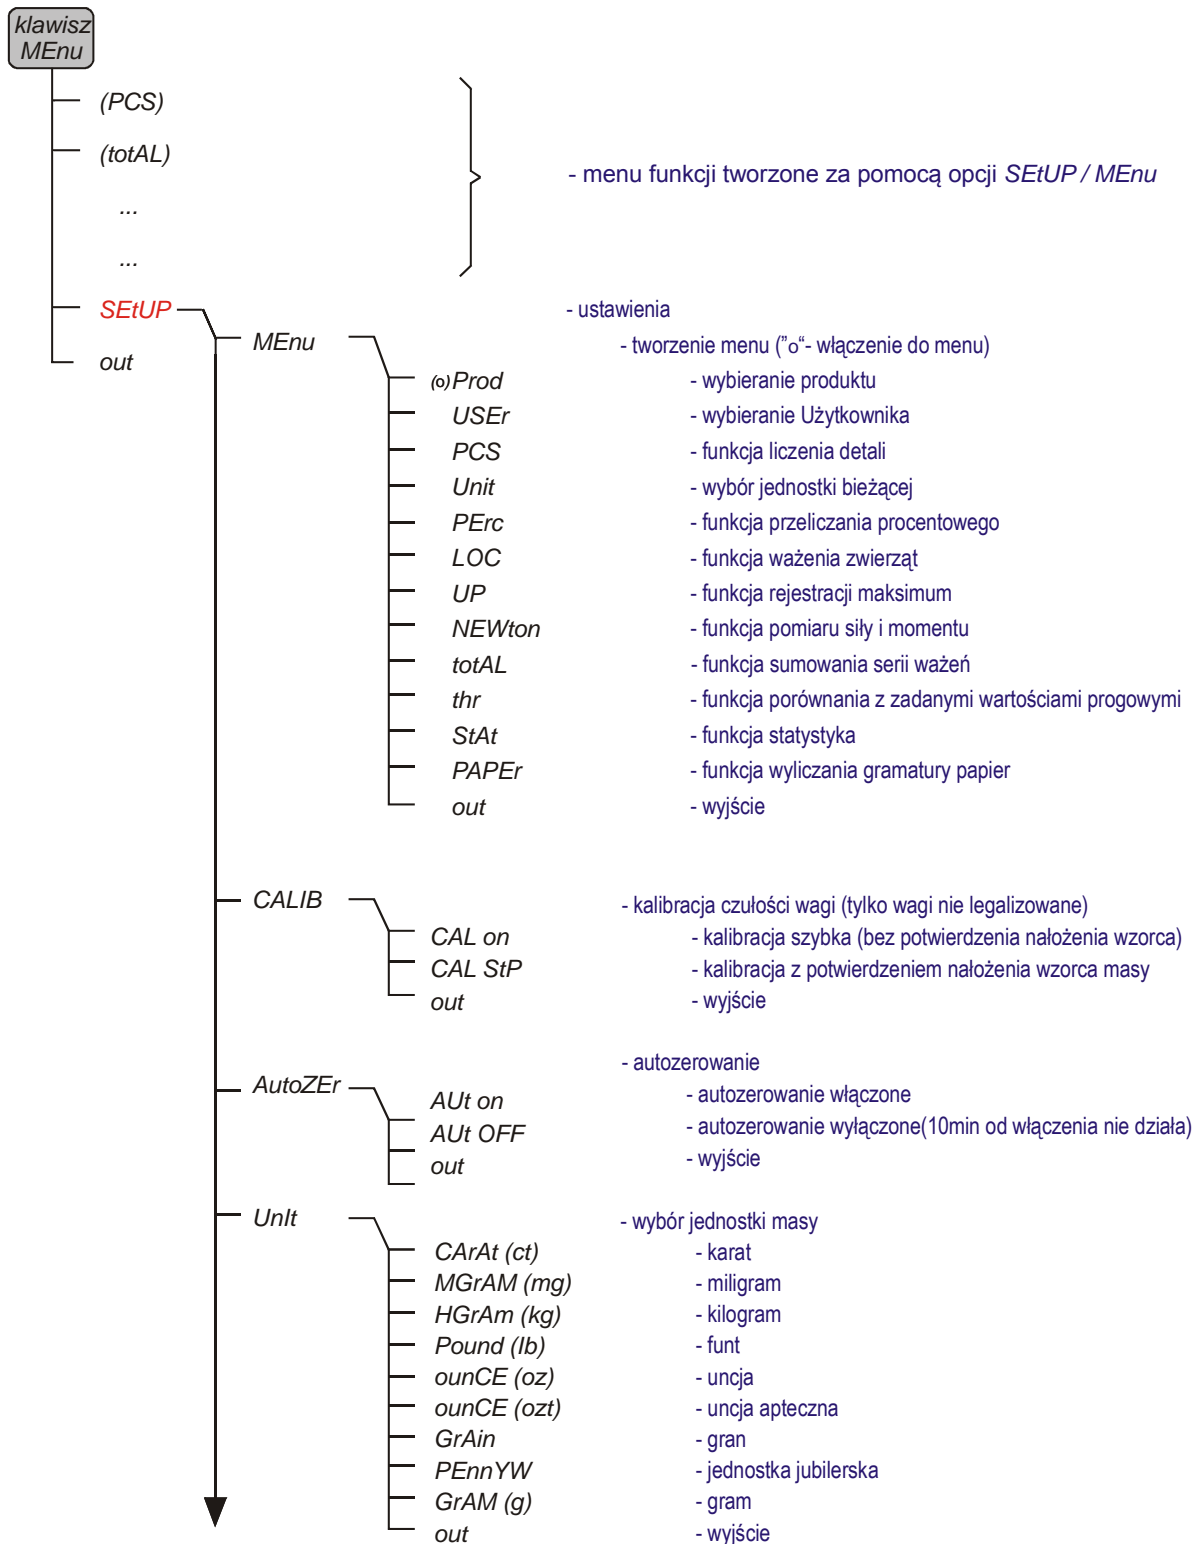 klawisz
MEnu
(PCS)
(totAL)
- menu funkcji tworzone za pomocą opcji SEtUP / MEnu
...
...
SEtUP - ustawienia
MEnu - tworzenie menu (”o“- włączenie do menu)
out
(o) Prod - wybieranie produktu
USEr - wybieranie Użytkownika
PCS - funkcja liczenia detali
Unit - wybór jednostki bieżącej
PErc - funkcja przeliczania procentowego
LOC - funkcja ważenia zwierząt
UP - funkcja rejestracji maksimum
NEWton - funkcja pomiaru siły i momentu
totAL - funkcja sumowania serii ważeń
thr - funkcja porównania z zadanymi wartościami progowymi
StAt - funkcja statystyka
PAPEr - funkcja wyliczania gramatury papier
out - wyjście
CALIB - kalibracja czułości wagi (tylko wagi nie legalizowane)
CAL on - kalibracja szybka (bez potwierdzenia nałożenia wzorca)
CAL StP - kalibracja z potwierdzeniem nałożenia wzorca masy
out - wyjście
AutoZEr - autozerowanie
AUt on - autozerowanie włączone
AUt OFF - autozerowanie wyłączone(10min od włączenia nie działa)
out - wyjście
UnIt - wybór jednostki masy
CArAt (ct) - karat
MGrAM (mg) - miligram
HGrAm (kg) - kilogram
Pound (lb) - funt
ounCE (oz) - uncja
ounCE (ozt) - uncja apteczna
GrAin - gran
PEnnYW - jednostka jubilerska
GrAM (g) - gram
out - wyjście